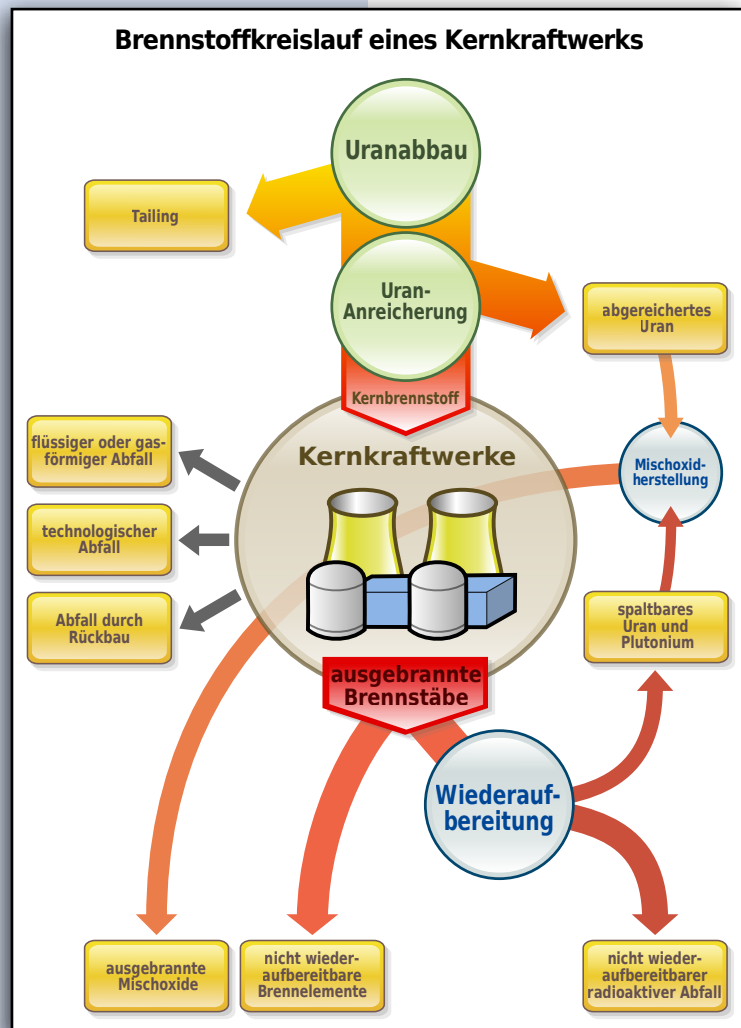 Brennstoffkreislauf eines Kernkraftwerks
Uranabbau
Tailing
Uran-
Anreicherung
abgereichertes
Uran
Kernbrennstoff
flüssiger oder gas-
förmiger Abfall
Kernkraftwerke
Mischoxid-
herstellung
technologischer
Abfall
Abfall durch
Rückbau
spaltbares
Uran und
Plutonium
ausgebrannte
Brennstäbe
Wiederauf-
bereitung
ausgebrannte
Mischoxide
nicht wieder-
aufbereitbare
Brennelemente
nicht wieder-
aufbereitbarer
radioaktiver Abfall